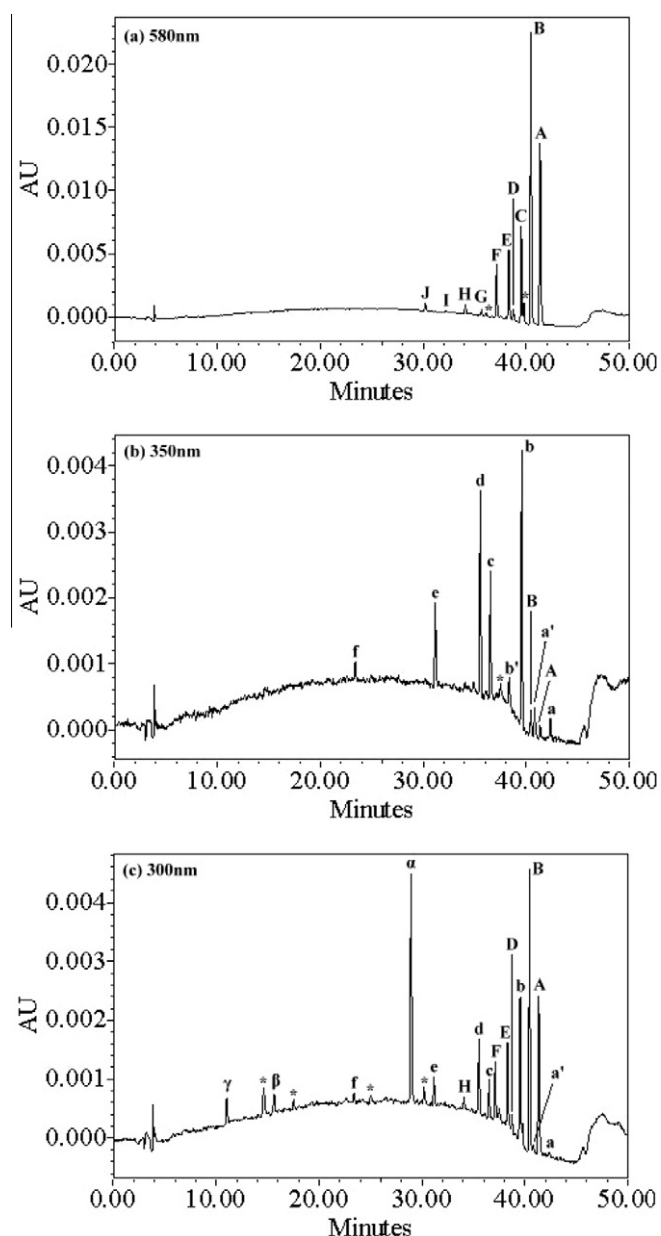 (a) 580nm
B
A
D
C
E
F
*
J
I
H
G
*
0.020
0.015
0.010
0.005
0.000
AU
0.00 10.00 20.00 30.00 40.00 50.00
Minutes
(b) 350nm
b
d
c
e
B
a'
A
f
*
b'
a
0.004
0.003
0.002
0.001
0.000
AU
0.00 10.00 20.00 30.00 40.00 50.00
Minutes
(c) 300nm
α
B
D
b
A
d
E
F
c
a'
γ
*
β
*
f
*
*
e
H
a
0.004
0.003
0.002
0.001
0.000
AU
0.00 10.00 20.00 30.00 40.00 50.00
Minutes